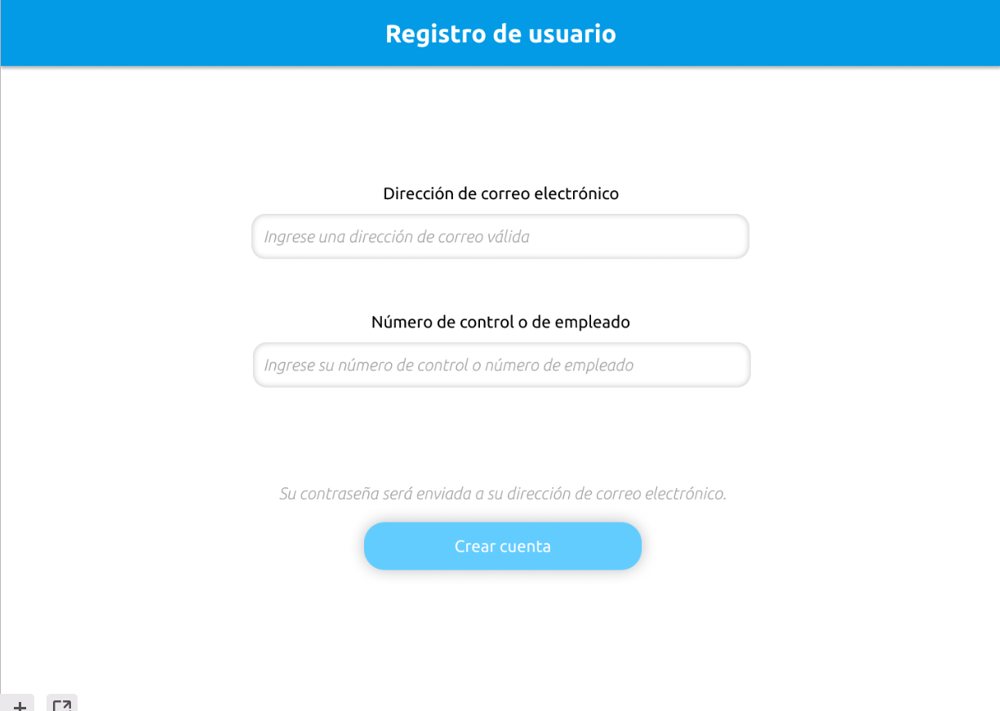 Registro de usuario
Dirección de correo electrónico
Ingrese una dirección de correo válida
Número de control o de empleado
Ingrese su número de control o número de empleado
Su contraseña será enviada a su dirección de correo electrónico.
Crear cuenta